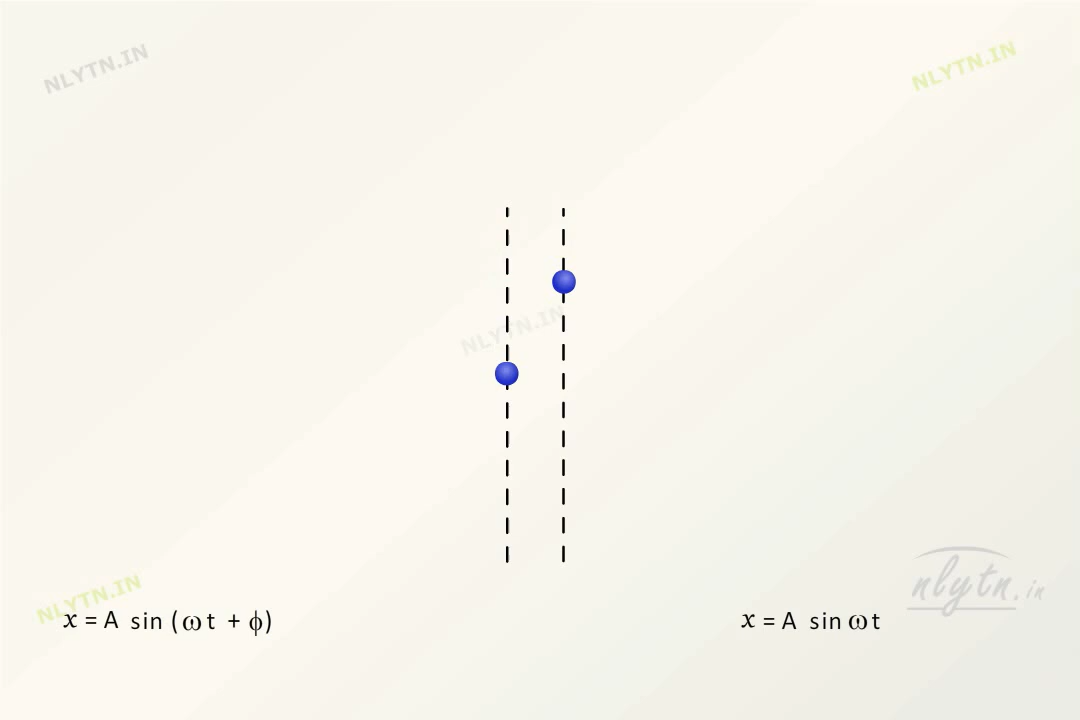 NLYTN.IN
NLYTN.IN
NLYTN.IN
NLYTN.IN
x = A sin (ωt + ϕ)
x = A sin ωt
nlytn.in